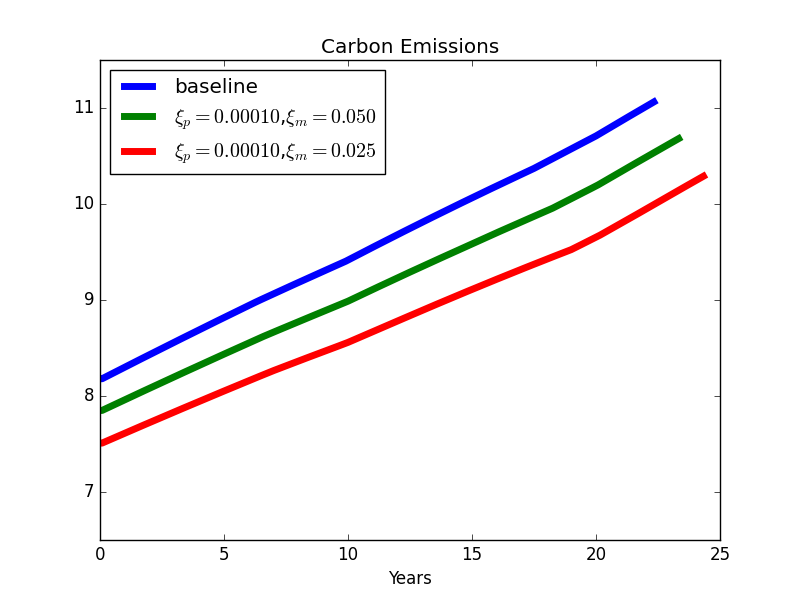 Carbon Emissions
baseline
ξp = 0.00010,ξm = 0.050
ξp = 0.00010,ξm = 0.025
11
10
9
8
7
0 5 10 15 20 25
Years